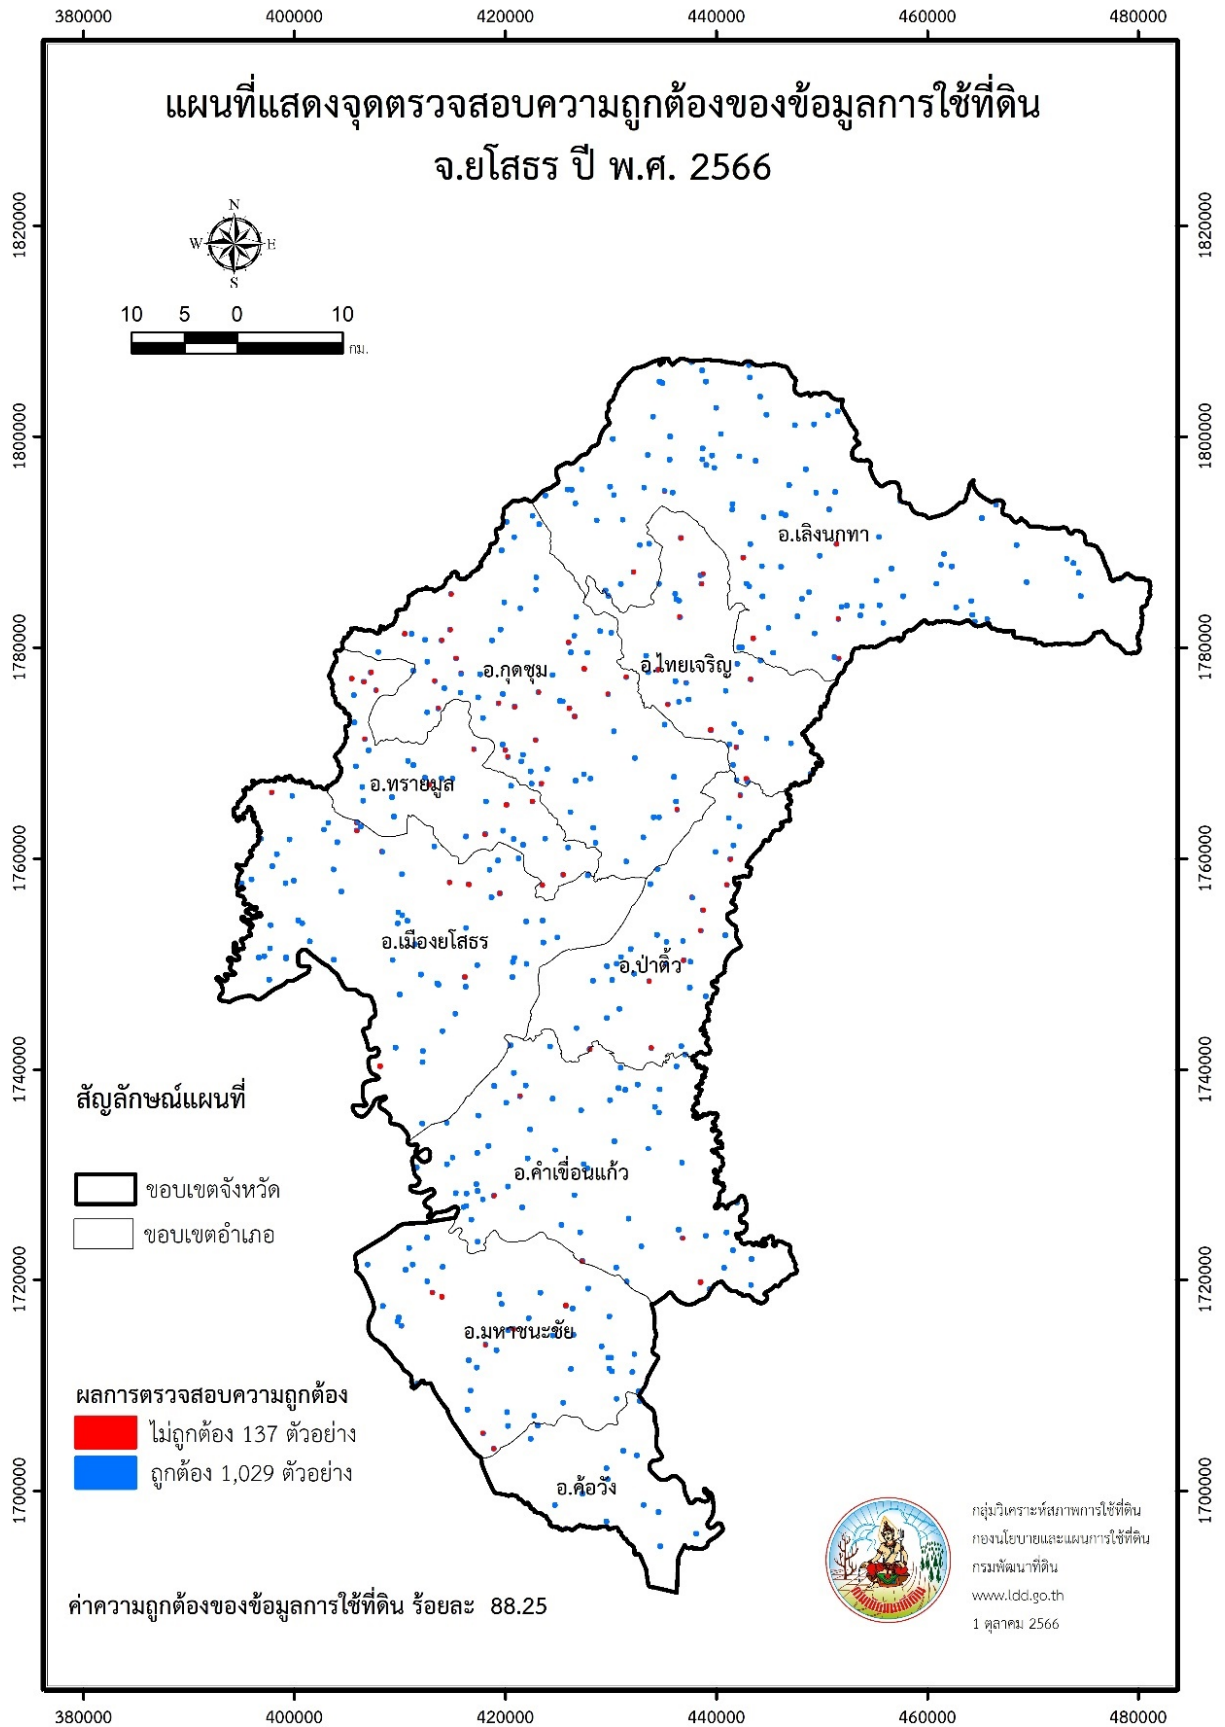 380000 400000 420000 440000 460000 480000
แผนที่แสดงจุดตรวจสอบความถูกต้องของข้อมูลการใช้ที่ดิน
จ.ยโสธร ปี พ.ศ. 2566
N
W E
S
10 5 0 10
กม.
1820000 1820000
1800000 1800000
1780000 1780000
1760000 1760000
1740000 1740000
1720000 1720000
1700000 1700000
อ.เลิงนกทา
อ.ไทยเจริญ
อ.กุดชุม
อ.ทรายมูล
อ.เมืองยโสธร
อ.ป่าติ้ว
อ.คำเขื่อนแก้ว
อ.มหาชนะชัย
อ.ค้อวัง
สัญลักษณ์แผนที่
ขอบเขตจังหวัด
ขอบเขตอำเภอ
ผลการตรวจสอบความถูกต้อง
ไม่ถูกต้อง 137 ตัวอย่าง
ถูกต้อง 1,029 ตัวอย่าง
ค่าความถูกต้องของข้อมูลการใช้ที่ดิน ร้อยละ 88.25
กลุ่มวิเคราะห์สภาพการใช้ที่ดิน
กองนโยบายและแผนการใช้ที่ดิน
กรมพัฒนาที่ดิน
www.ldd.go.th
1 ตุลาคม 2566
380000 400000 420000 440000 460000 480000